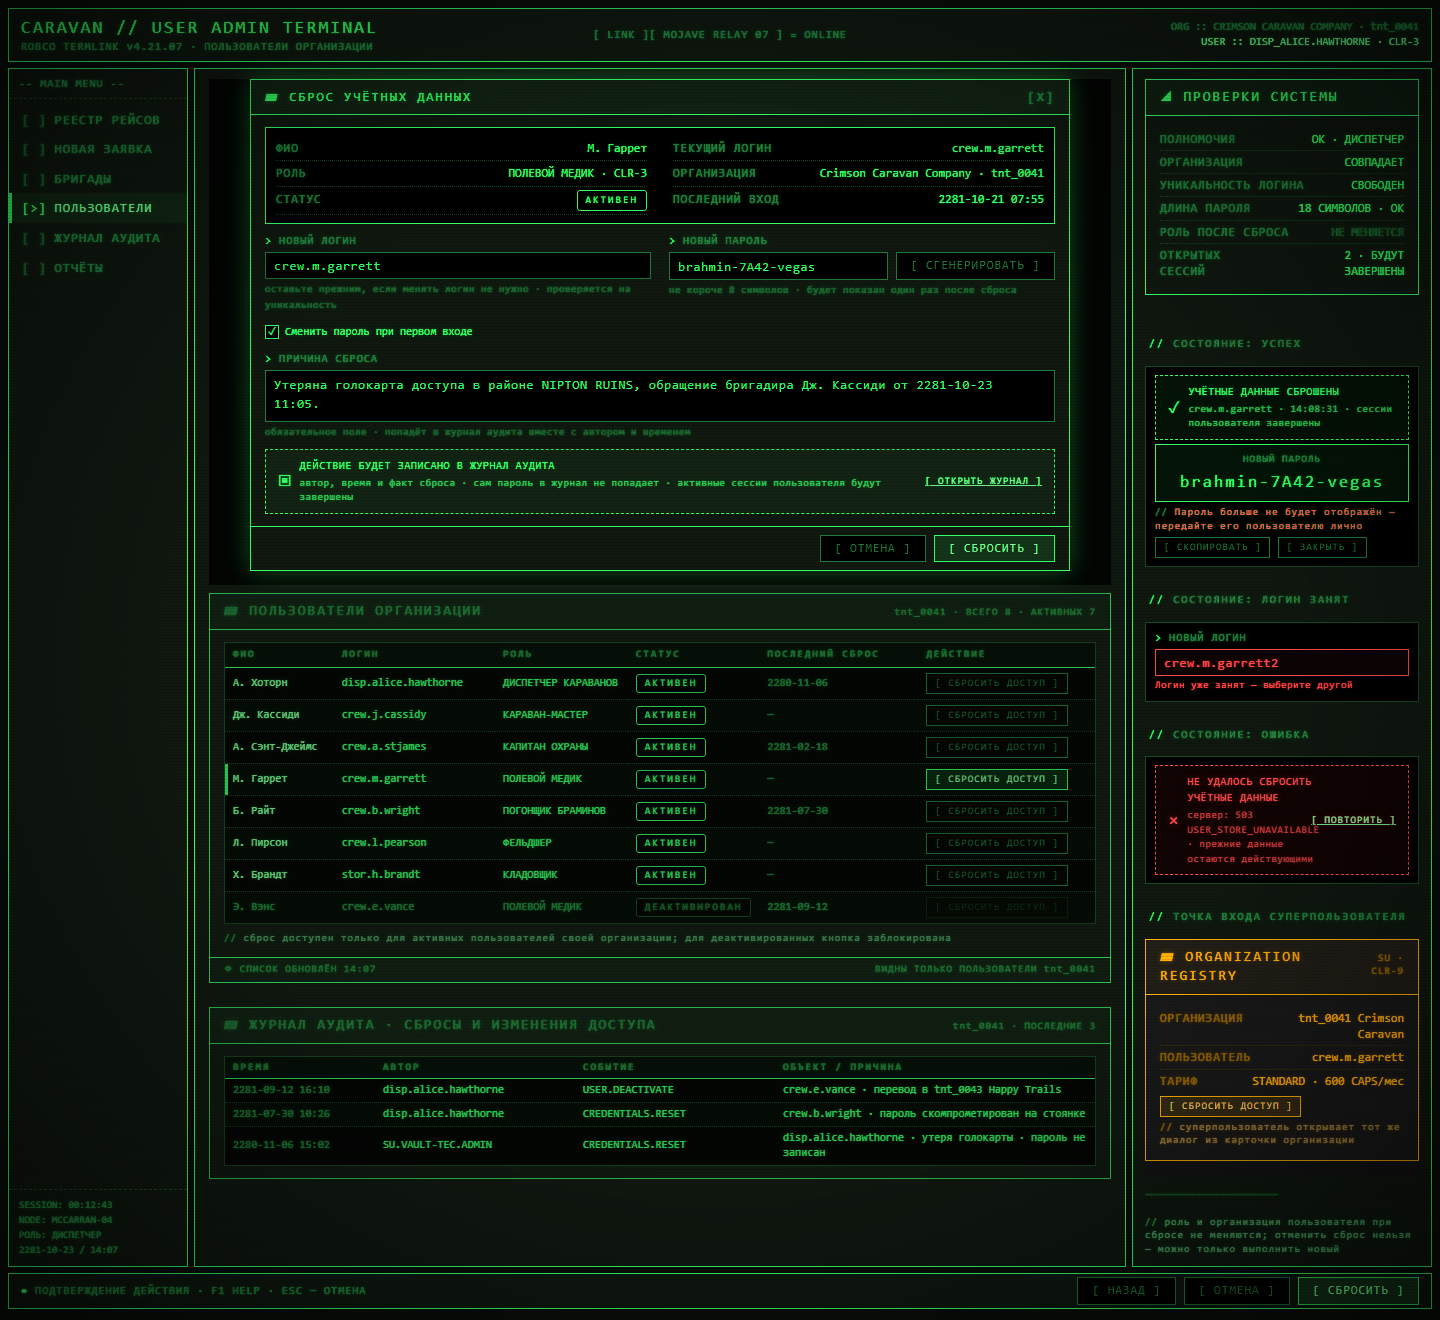 CARAVAN // USER ADMIN TERMINAL
ROBCO TERMLINK v4.21.07 · ПОЛЬЗОВАТЕЛИ ОРГАНИЗАЦИИ
[ LINK ][ MOJAVE RELAY 07 ] = ONLINE
ORG :: CRIMSON CARAVAN COMPANY · tnt_0041
USER :: DISP_ALICE.HAWTHORNE · CLR-3
-- MAIN MENU --
[ ] РЕЕСТР РЕЙСОВ
[ ] НОВАЯ ЗАЯВКА
[ ] БРИГАДЫ
[>] ПОЛЬЗОВАТЕЛИ
[ ] ЖУРНАЛ АУДИТА
[ ] ОТЧЁТЫ
SESSION: 00:12:43
NODE: MCCARRAN-04
РОЛЬ: ДИСПЕТЧЕР
2281-10-23 / 14:07
СБРОС УЧЁТНЫХ ДАННЫХ [X]
ФИО М. Гаррет ТЕКУЩИЙ ЛОГИН crew.m.garrett
РОЛЬ ПОЛЕВОЙ МЕДИК · CLR-3 ОРГАНИЗАЦИЯ Crimson Caravan Company · tnt_0041
СТАТУС АКТИВЕН ПОСЛЕДНИЙ ВХОД 2281-10-21 07:55
> НОВЫЙ ЛОГИН > НОВЫЙ ПАРОЛЬ
crew.m.garrett brahmin-7A42-vegas [ СГЕНЕРИРОВАТЬ ]
оставьте прежним, если менять логин не нужно · проверяется на
уникальность
не короче 8 символов · будет показан один раз после сброса
✓ Сменить пароль при первом входе
> ПРИЧИНА СБРОСА
Утеряна голокарта доступа в районе NIPTON RUINS, обращение бригадира Дж. Кассиди от 2281-10-23
11:05.
обязательное поле · попадёт в журнал аудита вместе с автором и временем
ДЕЙСТВИЕ БУДЕТ ЗАПИСАНО В ЖУРНАЛ АУДИТА
автор, время и факт сброса · сам пароль в журнал не попадает · активные сессии пользователя будут
завершены
[ ОТКРЫТЬ ЖУРНАЛ ]
[ ОТМЕНА ] [ СБРОСИТЬ ]
ПОЛЬЗОВАТЕЛИ ОРГАНИЗАЦИИ tnt_0041 · ВСЕГО 8 · АКТИВНЫХ 7
ФИО ЛОГИН РОЛЬ СТАТУС ПОСЛЕДНИЙ СБРОС ДЕЙСТВИЕ
А. Хоторн disp.alice.hawthorne ДИСПЕТЧЕР КАРАВАНОВ АКТИВЕН 2280-11-06 [ СБРОСИТЬ ДОСТУП ]
Дж. Кассиди crew.j.cassidy КАРАВАН-МАСТЕР АКТИВЕН — [ СБРОСИТЬ ДОСТУП ]
А. Сэнт-Джеймс crew.a.stjames КАПИТАН ОХРАНЫ АКТИВЕН 2281-02-18 [ СБРОСИТЬ ДОСТУП ]
М. Гаррет crew.m.garrett ПОЛЕВОЙ МЕДИК АКТИВЕН — [ СБРОСИТЬ ДОСТУП ]
Б. Райт crew.b.wright ПОГОНЩИК БРАМИНОВ АКТИВЕН 2281-07-30 [ СБРОСИТЬ ДОСТУП ]
Л. Пирсон crew.l.pearson ФЕЛЬДШЕР АКТИВЕН — [ СБРОСИТЬ ДОСТУП ]
Х. Брандт stor.h.brandt КЛАДОВЩИК АКТИВЕН — [ СБРОСИТЬ ДОСТУП ]
Э. Вэнс crew.e.vance ПОЛЕВОЙ МЕДИК ДЕАКТИВИРОВАН 2281-09-12 [ СБРОСИТЬ ДОСТУП ]
// сброс доступен только для активных пользователей своей организации; для деактивированных кнопка заблокирована
СПИСОК ОБНОВЛЁН 14:07 ВИДНЫ ТОЛЬКО ПОЛЬЗОВАТЕЛИ tnt_0041
ЖУРНАЛ АУДИТА · СБРОСЫ И ИЗМЕНЕНИЯ ДОСТУПА tnt_0041 · ПОСЛЕДНИЕ 3
ВРЕМЯ АВТОР СОБЫТИЕ ОБЪЕКТ / ПРИЧИНА
2281-09-12 16:10 disp.alice.hawthorne USER.DEACTIVATE crew.e.vance · перевод в tnt_0043 Happy Trails
2281-07-30 10:26 disp.alice.hawthorne CREDENTIALS.RESET crew.b.wright · пароль скомпрометирован на стоянке
2280-11-06 15:02 SU.VAULT-TEC.ADMIN CREDENTIALS.RESET disp.alice.hawthorne · утеря голокарты · пароль не
записан
ПРОВЕРКИ СИСТЕМЫ
ПОЛНОМОЧИЯ ОК · ДИСПЕТЧЕР
ОРГАНИЗАЦИЯ СОВПАДАЕТ
УНИКАЛЬНОСТЬ ЛОГИНА СВОБОДЕН
ДЛИНА ПАРОЛЯ 18 СИМВОЛОВ · ОК
РОЛЬ ПОСЛЕ СБРОСА НЕ МЕНЯЕТСЯ
ОТКРЫТЫХ 2 · БУДУТ
СЕССИЙ ЗАВЕРШЕНЫ
// СОСТОЯНИЕ: УСПЕХ
УЧЁТНЫЕ ДАННЫЕ СБРОШЕНЫ
✓ crew.m.garrett · 14:08:31 · сессии
пользователя завершены
НОВЫЙ ПАРОЛЬ
brahmin-7A42-vegas
// Пароль больше не будет отображён —
передайте его пользователю лично
[ СКОПИРОВАТЬ ] [ ЗАКРЫТЬ ]
// СОСТОЯНИЕ: ЛОГИН ЗАНЯТ
> НОВЫЙ ЛОГИН
crew.m.garrett2
Логин уже занят — выберите другой
// СОСТОЯНИЕ: ОШИБКА
НЕ УДАЛОСЬ СБРОСИТЬ
УЧЁТНЫЕ ДАННЫЕ
сервер: 503
× USER_STORE_UNAVAILABLE [ ПОВТОРИТЬ ]
· прежние данные
остаются действующими
// ТОЧКА ВХОДА СУПЕРПОЛЬЗОВАТЕЛЯ
ORGANIZATION
REGISTRY
SU ·
CLR-9
ОРГАНИЗАЦИЯ tnt_0041 Crimson
Caravan
ПОЛЬЗОВАТЕЛЬ crew.m.garrett
ТАРИФ STANDARD · 600 CAPS/мес
[ СБРОСИТЬ ДОСТУП ]
// суперпользователь открывает тот же
диалог из карточки организации
// роль и организация пользователя при
сбросе не меняются; отменить сброс нельзя
— можно только выполнить новый
● ПОДТВЕРЖДЕНИЕ ДЕЙСТВИЯ · F1 HELP · ESC — ОТМЕНА
[ НАЗАД ] [ ОТМЕНА ] [ СБРОСИТЬ ]